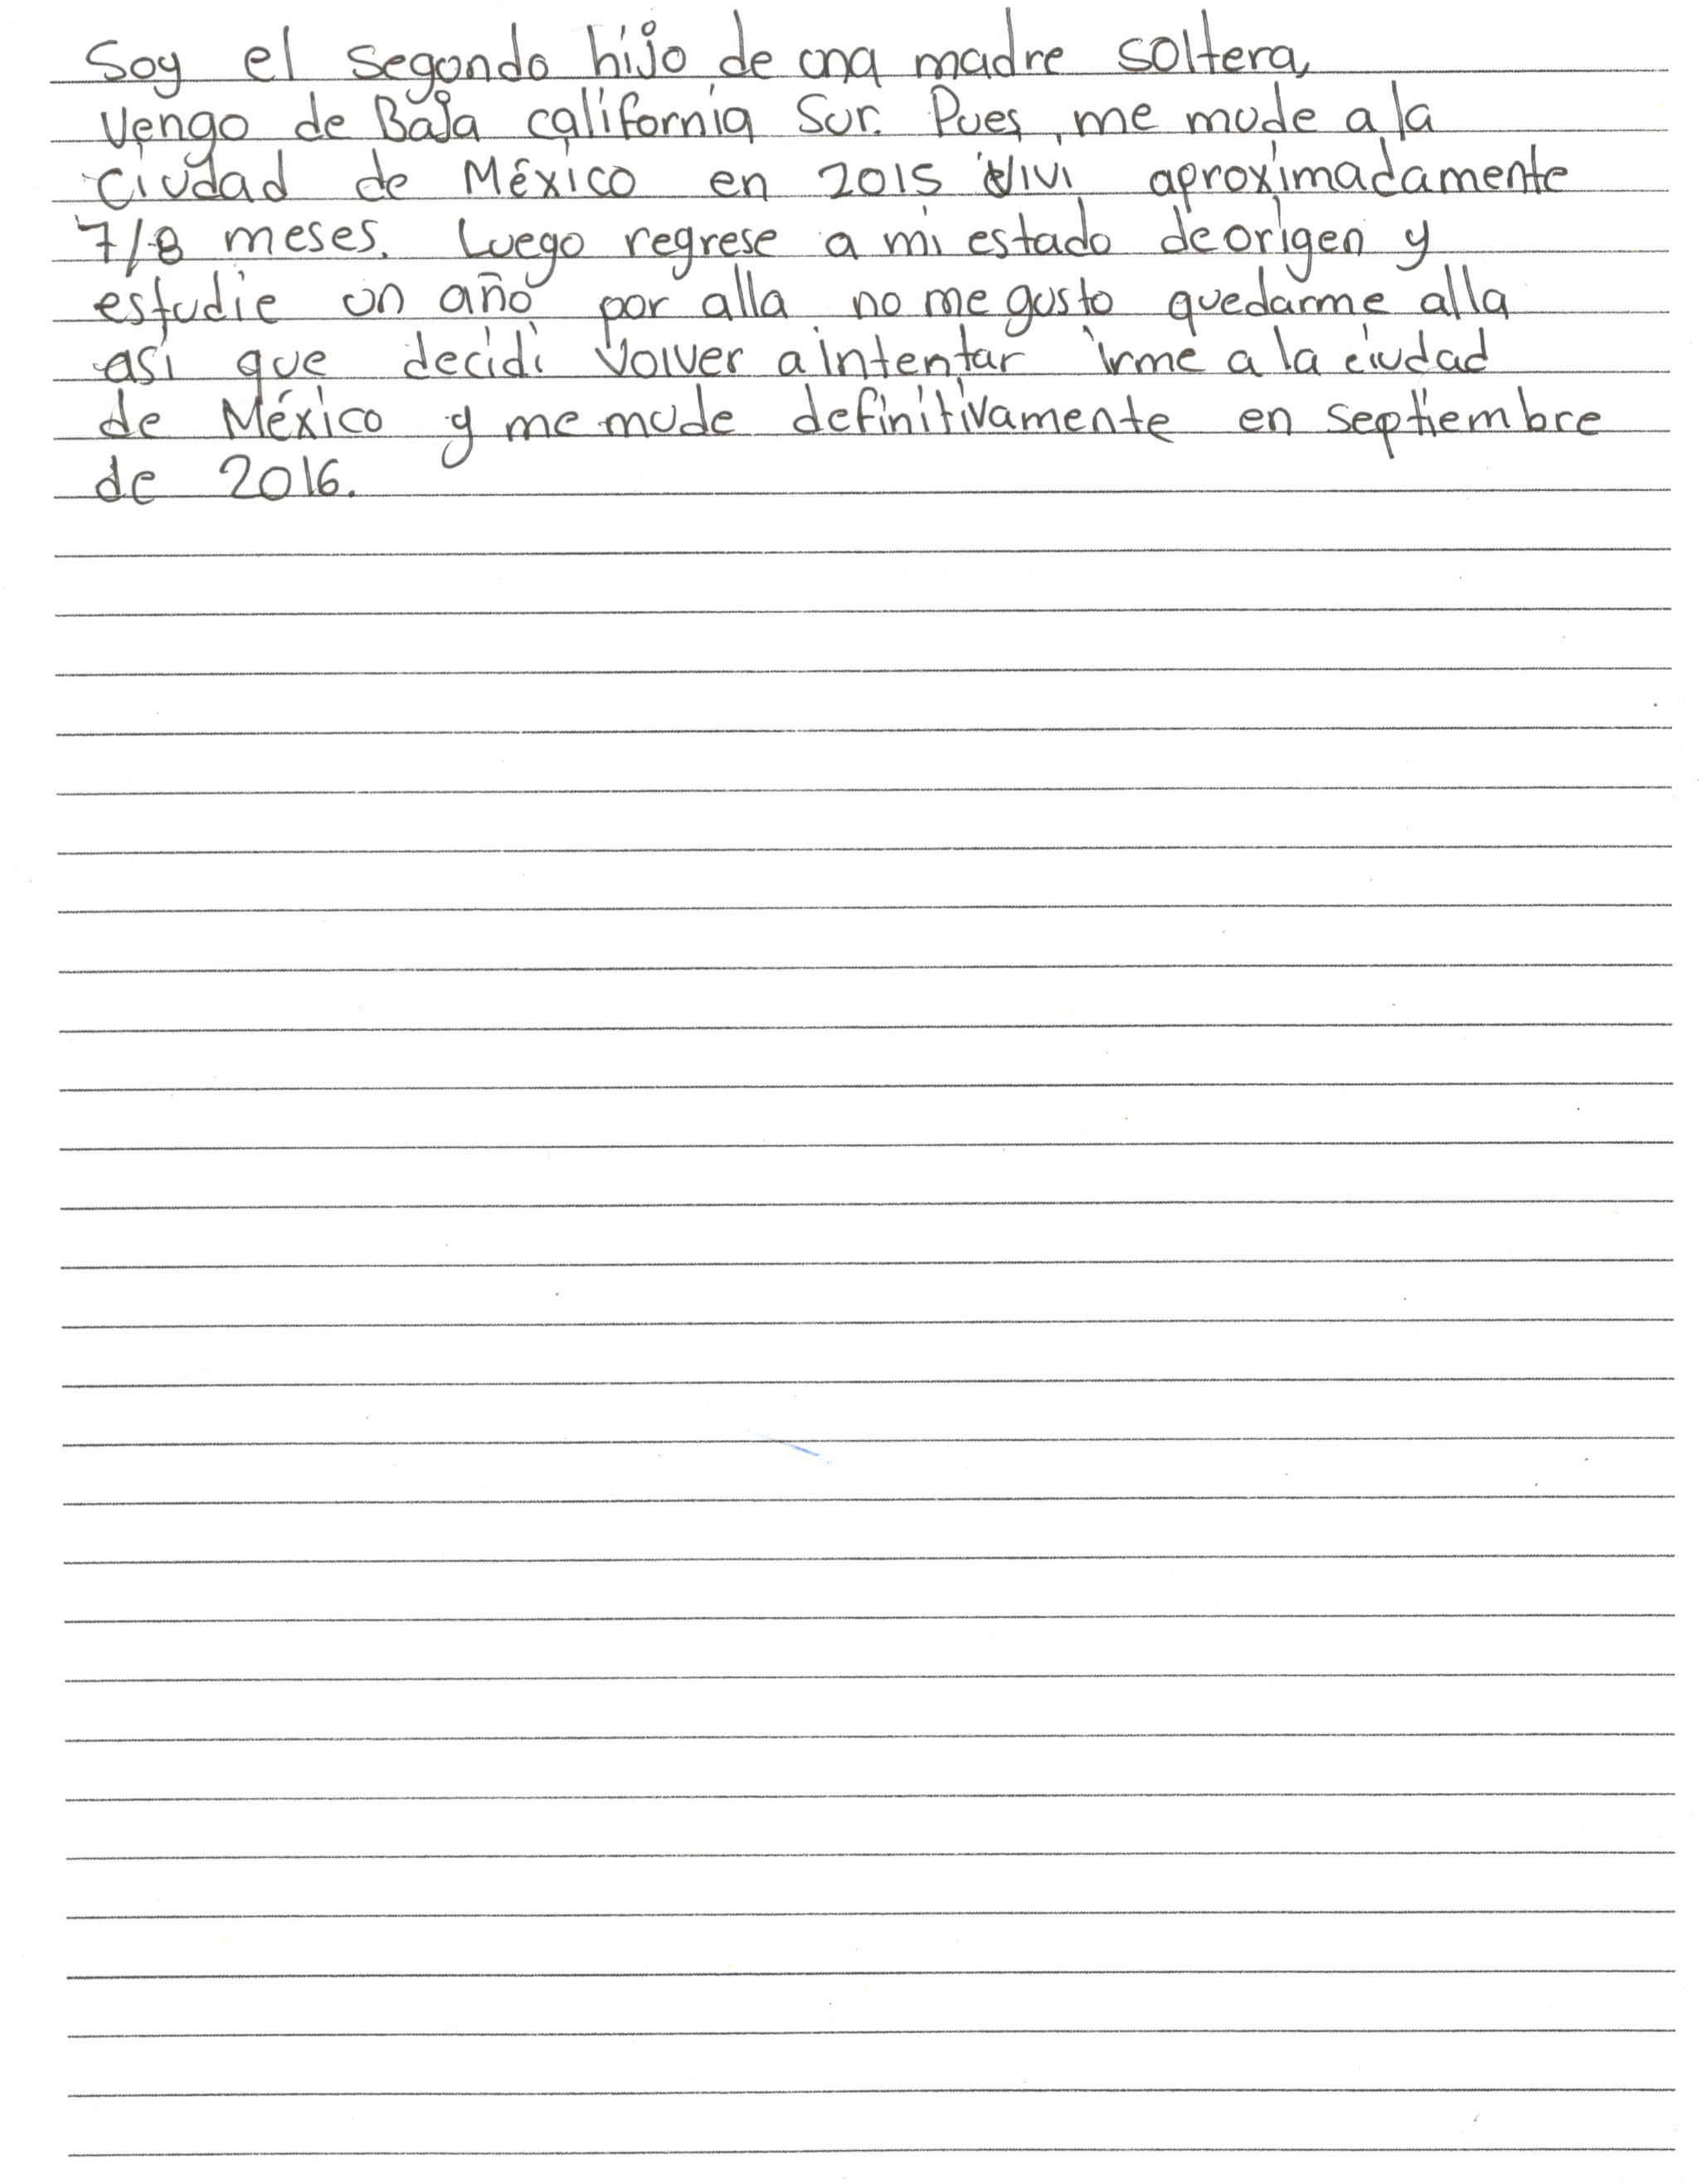 Soy el segundo hijo de una madre soltera,
Vengo de Baja california Sur. Pues, me mude a la
Ciudad de México en 2015 Vivi aproximadamente
7/8 meses. Luego regrese a mi estado de origen y
estudie un año por alla no me gusto quedarme alla
asi que decidi volver a intentar irme a la ciudad
de México y me mude definitivamente en septiembre
de 2016.